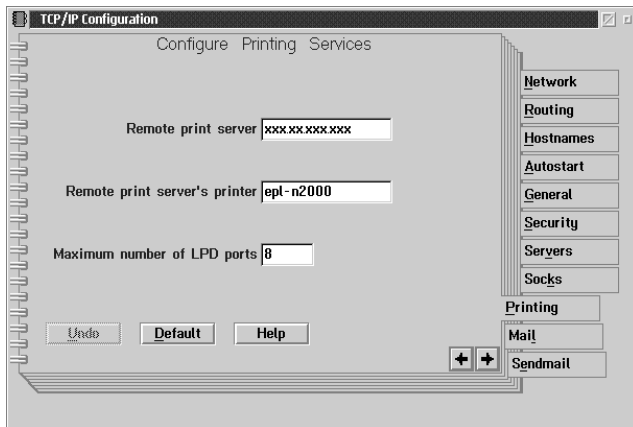 TCP/IP Configuration
Configure Printing Services
Remote print server xxx.xx.xxx.xxx
Remote print server's printer epl-n2000
Maximum number of LPD ports 8
Undo
Default
Help
Network
Routing
Hostnames
Autostart
General
Security
Servers
Socks
Printing
Mail
Sendmail